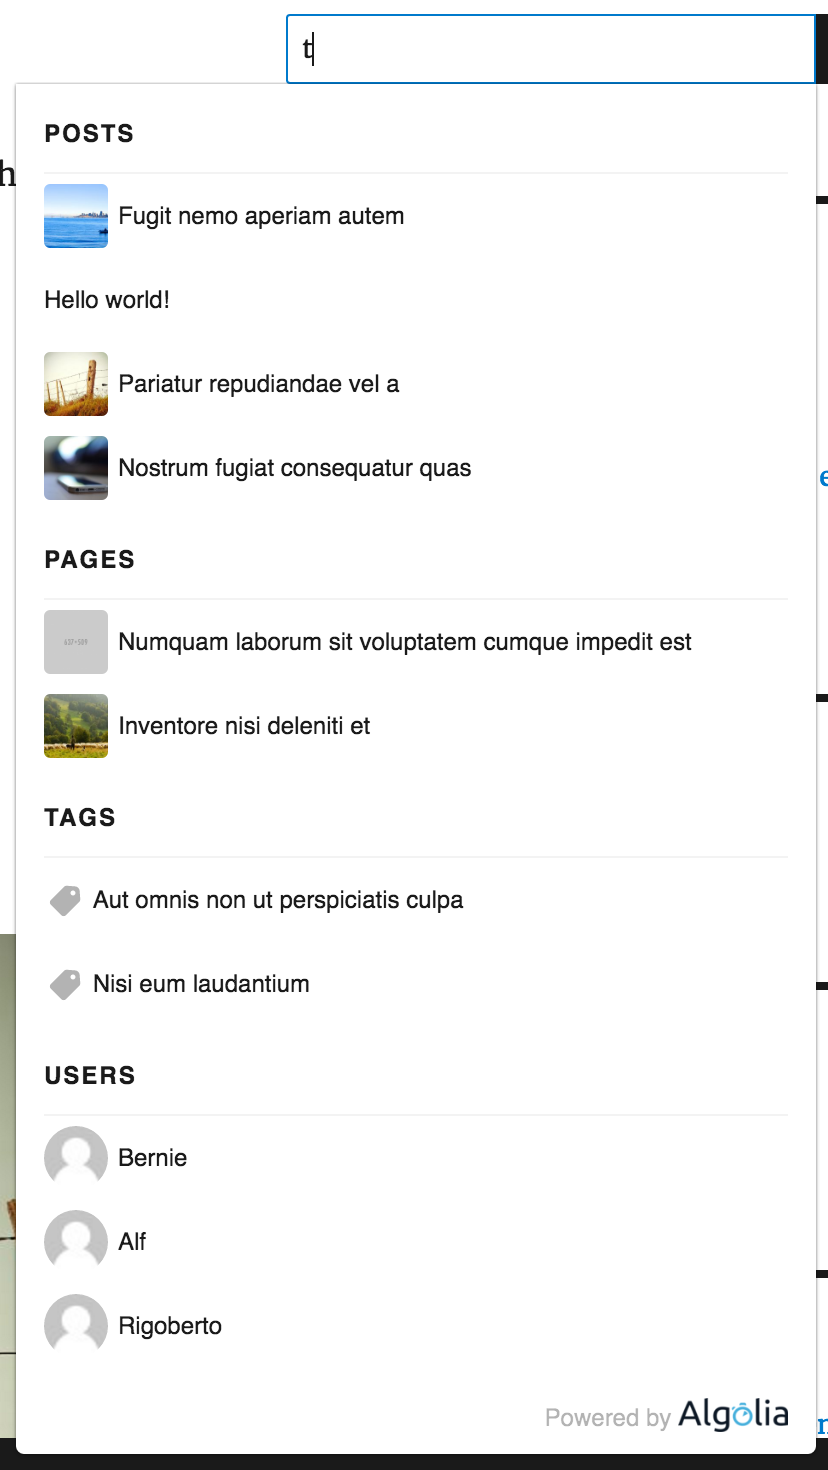 t
POSTS
h
Fugit nemo aperiam autem
Hello world!
Pariatur repudiandae vel a
Nostrum fugiat consequatur quas
e
PAGES
Numquam laborum sit voluptatem cumque impedit est
Inventore nisi deleniti et
TAGS
Aut omnis non ut perspiciatis culpa
Nisi eum laudantium
USERS
Bernie
Alf
Rigoberto
Powered by Algolia